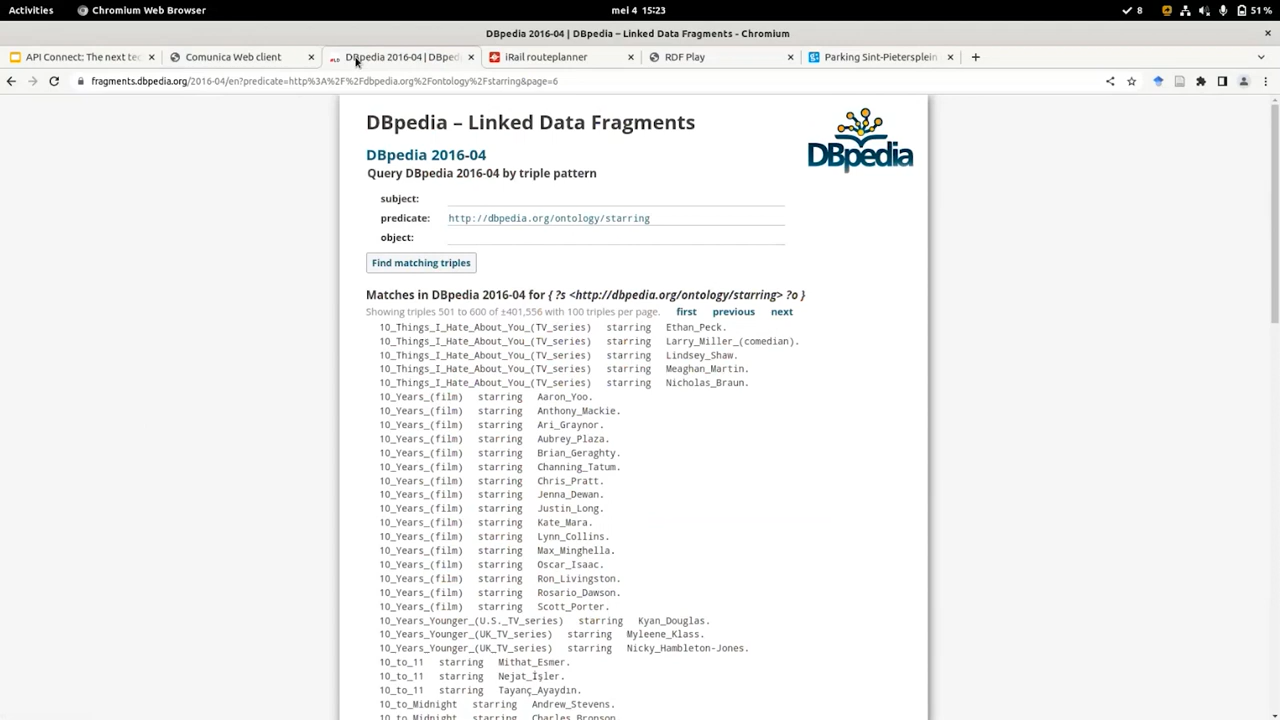 Activities Chromium Web Browser mei 4 15:23 8 51 %
DBpedia 2016-04 | DBpedia – Linked Data Fragments - Chromium
API Connect: The next te Comunica Web client DBpedia 2016-04 | DBped iRail routeplanner RDF Play Parking Sint-Pietersplein
fragments.dbpedia.org/2016-04/en?predicate=http%3A%2F%2Fdbpedia.org%2Fontology%2Fstarring&page=6
DBpedia – Linked Data Fragments
DBpedia
DBpedia 2016-04
Query DBpedia 2016-04 by triple pattern
subject:
predicate: http://dbpedia.org/ontology/starring
object:
Find matching triples
Matches in DBpedia 2016-04 for { ?s <http://dbpedia.org/ontology/starring> ?o }
Showing triples 501 to 600 of ±401,556 with 100 triples per page. first previous next
10_Things_I_Hate_About_You_(TV_series) starring Ethan_Peck.
10_Things_I_Hate_About_You_(TV_series) starring Larry_Miller_(comedian).
10_Things_I_Hate_About_You_(TV_series) starring Lindsey_Shaw.
10_Things_I_Hate_About_You_(TV_series) starring Meaghan_Martin.
10_Things_I_Hate_About_You_(TV_series) starring Nicholas_Braun.
10_Years_(film) starring Aaron_Yoo.
10_Years_(film) starring Anthony_Mackie.
10_Years_(film) starring Ari_Graynor.
10_Years_(film) starring Aubrey_Plaza.
10_Years_(film) starring Brian_Geraghty.
10_Years_(film) starring Channing_Tatum.
10_Years_(film) starring Chris_Pratt.
10_Years_(film) starring Jenna_Dewan.
10_Years_(film) starring Justin_Long.
10_Years_(film) starring Kate_Mara.
10_Years_(film) starring Lynn_Collins.
10_Years_(film) starring Max_Minghella.
10_Years_(film) starring Oscar_Isaac.
10_Years_(film) starring Ron_Livingston.
10_Years_(film) starring Rosario_Dawson.
10_Years_(film) starring Scott_Porter.
10_Years_Younger_(U.S._TV_series) starring Kyan_Douglas.
10_Years_Younger_(UK_TV_series) starring Myleene_Klass.
10_Years_Younger_(UK_TV_series) starring Nicky_Hambleton-Jones.
10_to_11 starring Mithat_Esmer.
10_to_11 starring Nejat_İşler.
10_to_11 starring Tayanç_Ayaydın.
10_to_Midnight starring Andrew_Stevens.
10_to_Midnight starring Charles_Bronson.